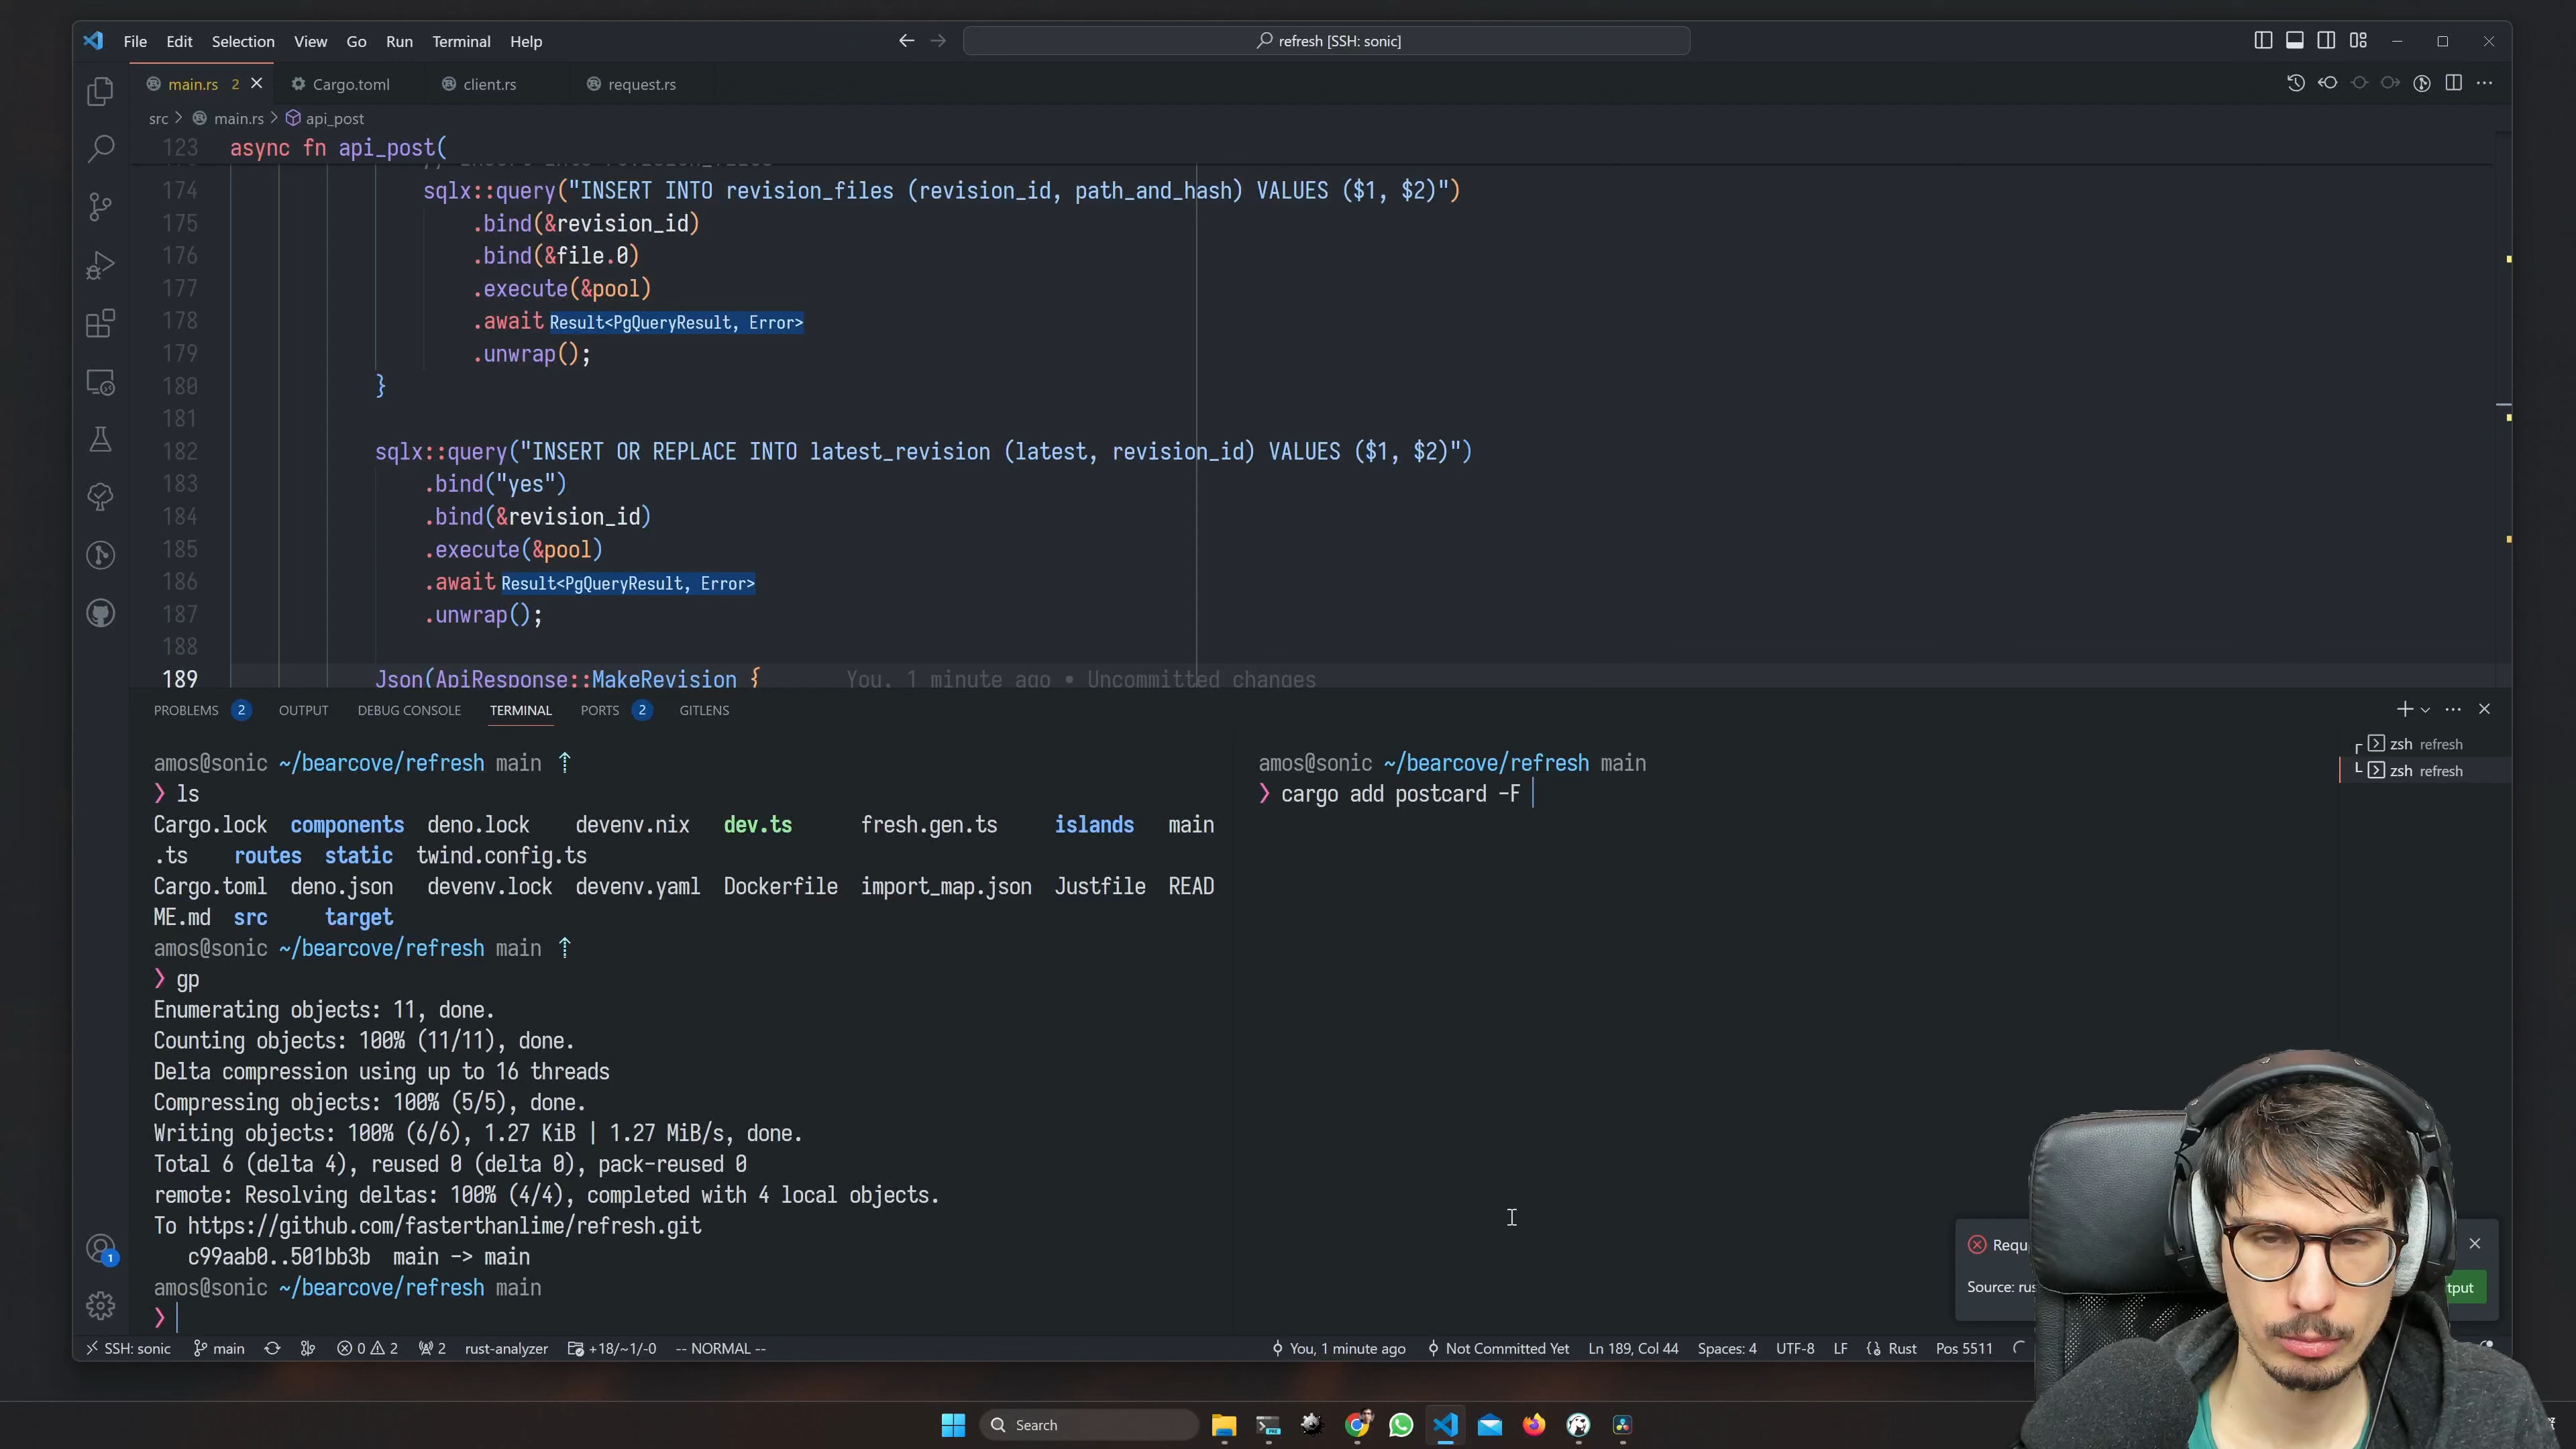 File Edit Selection View Go Run Terminal Help
refresh [SSH: sonic]
main.rs 2
Cargo.toml
client.rs
request.rs
src > main.rs > api_post
123 async fn api_post(
174 sqlx::query("INSERT INTO revision_files (revision_id, path_and_hash) VALUES ($1, $2)")
175 .bind(&revision_id)
176 .bind(&file.0)
177 .execute(&pool)
178 .await Result<PgQueryResult, Error>
179 .unwrap();
180 }
181
182 sqlx::query("INSERT OR REPLACE INTO latest_revision (latest, revision_id) VALUES ($1, $2)")
183 .bind("yes")
184 .bind(&revision_id)
185 .execute(&pool)
186 .await Result<PgQueryResult, Error>
187 .unwrap();
188
189 Json(ApiResponse::MakeRevision { You, 1 minute ago • Uncommitted changes
PROBLEMS 2 OUTPUT DEBUG CONSOLE TERMINAL PORTS 2 GITLENS
amos@sonic ~/bearcove/refresh main ⇡
❯ ls
Cargo.lock components deno.lock devenv.nix dev.ts fresh.gen.ts islands main
.ts routes static twind.config.ts
Cargo.toml deno.json devenv.lock devenv.yaml Dockerfile import_map.json Justfile READ
ME.md src target
amos@sonic ~/bearcove/refresh main ⇡
❯ gp
Enumerating objects: 11, done.
Counting objects: 100% (11/11), done.
Delta compression using up to 16 threads
Compressing objects: 100% (5/5), done.
Writing objects: 100% (6/6), 1.27 KiB | 1.27 MiB/s, done.
Total 6 (delta 4), reused 0 (delta 0), pack-reused 0
remote: Resolving deltas: 100% (4/4), completed with 4 local objects.
To https://github.com/fasterthanlime/refresh.git
c99aab0..501bb3b main -> main
amos@sonic ~/bearcove/refresh main
❯
amos@sonic ~/bearcove/refresh main
❯ cargo add postcard -F
zsh refresh
zsh refresh
1
Source:
SSH: sonic main 0 2 2 rust-analyzer +18/~1/-0 -- NORMAL --
You, 1 minute ago Not Committed Yet Ln 189, Col 44 Spaces: 4 UTF-8 LF Rust Pos 5511
Search